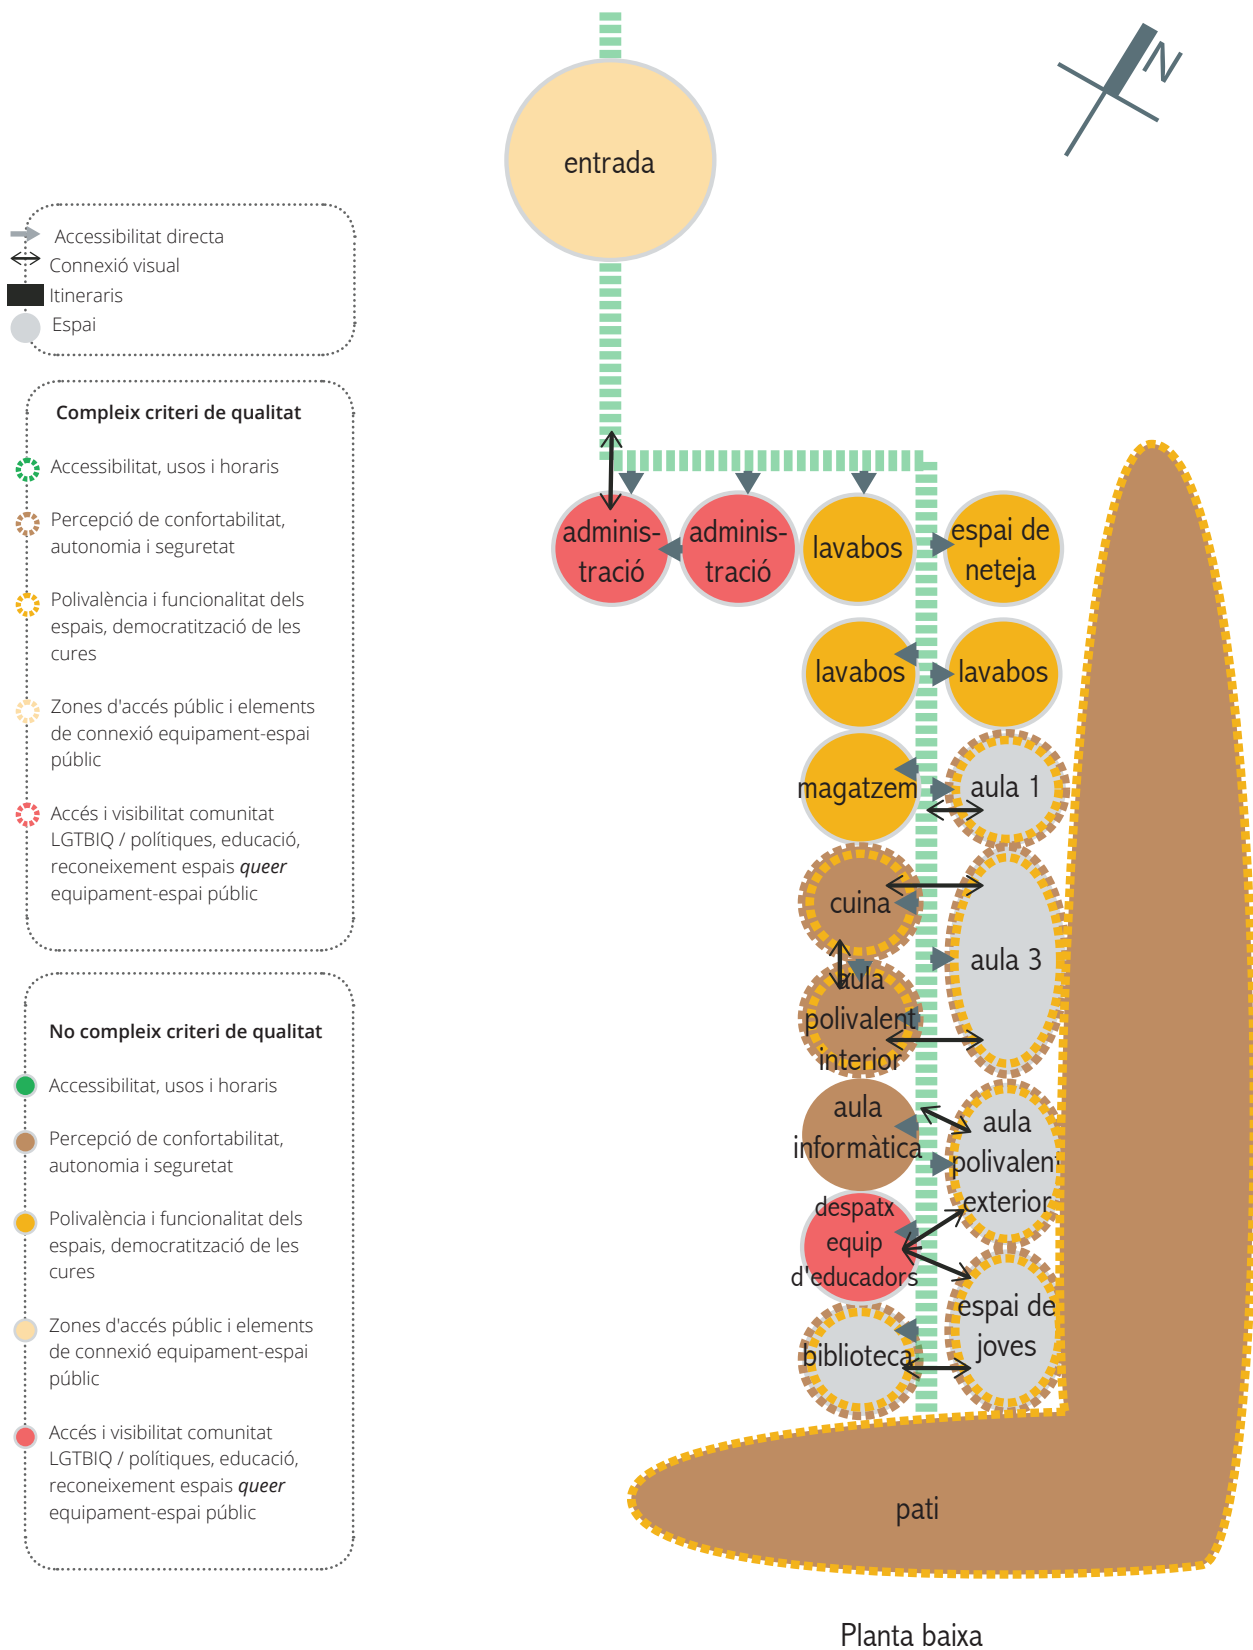 N
entrada
Accessibilitat directa
Connexió visual
Itineraris
Espai
Compleix criteri de qualitat
Accessibilitat, usos i horaris
Percepció de confortabilitat,
autonomia i seguretat
Polivalència i funcionalitat dels
espais, democratització de les
cures
Zones d'accés públic i elements
de connexió equipament-espai
públic
Accés i visibilitat comunitat
LGTBIQ / polítiques, educació,
reconeixement espais queer
equipament-espai públic
No compleix criteri de qualitat
Accessibilitat, usos i horaris
Percepció de confortabilitat,
autonomia i seguretat
Polivalència i funcionalitat dels
espais, democratització de les
cures
Zones d'accés públic i elements
de connexió equipament-espai
públic
Accés i visibilitat comunitat
LGTBIQ / polítiques, educació,
reconeixement espais queer
equipament-espai públic
adminis-
tració
adminis-
tració
lavabos
espai de
neteja
lavabos
lavabos
magatzem
aula 1
cuina
aula 3
aula
polivalent
interior
aula
informàtica
aula
polivalent
exterior
despatx
equip
d'educadors
espai de
joves
biblioteca
pati
Planta baixa